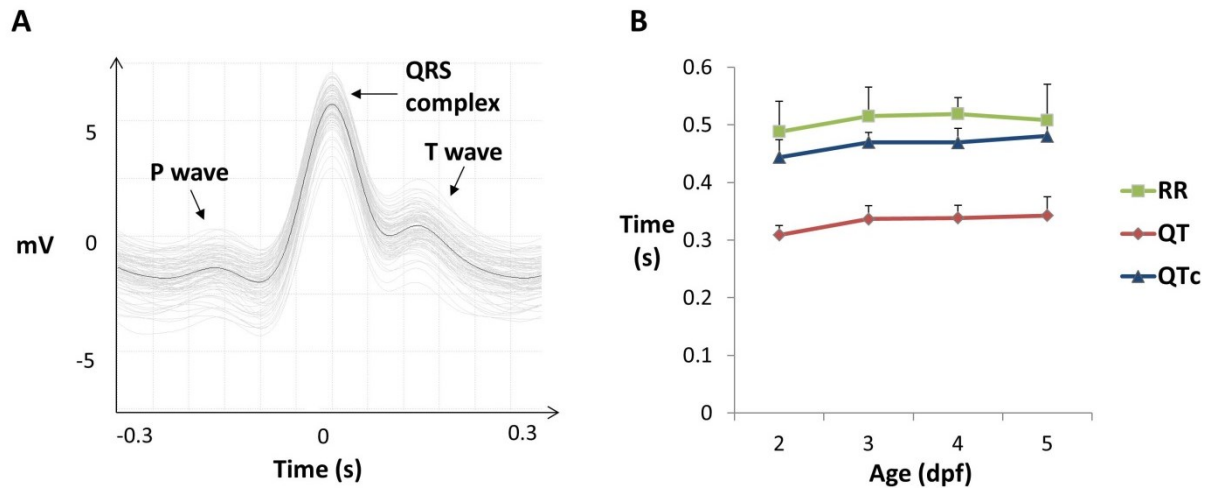 A
QRS
complex
T wave
P wave
5
mV
0
-5
-0.3
0
0.3
Time (s)
B
0.6
0.5
0.4
Time
(s)
0.3
0.2
0.1
0
2
3
4
5
Age (dpf)
RR
QT
QTc